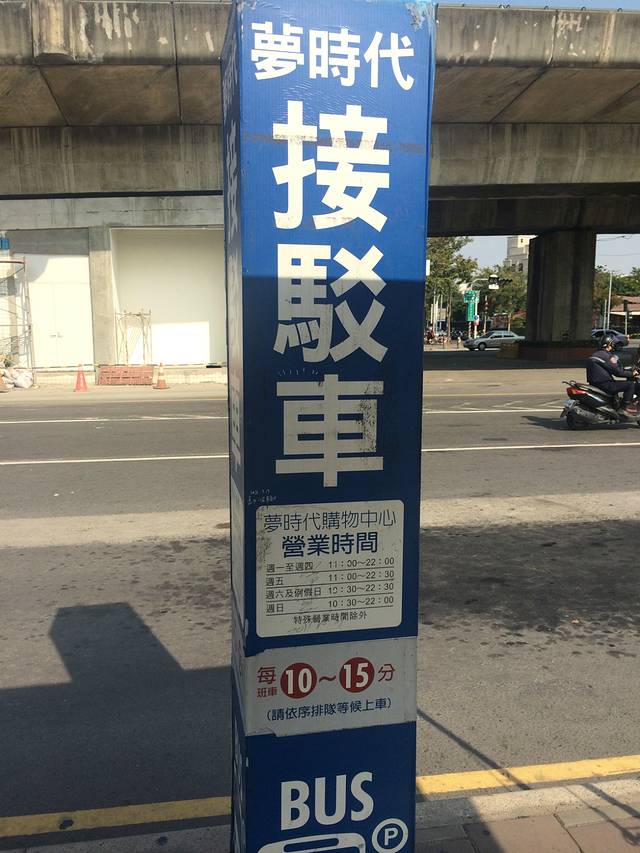 夢時代
接
駁
車
夢時代購物中心
營業時間
週一至週四 11:00～22:00
週五 11:00～22:30
週六及例假日 10:30～22:30
週日 10:30～22:00
特殊營業時間除外
每班車 10～15 分
(請依序排隊等候上車)
BUS
P